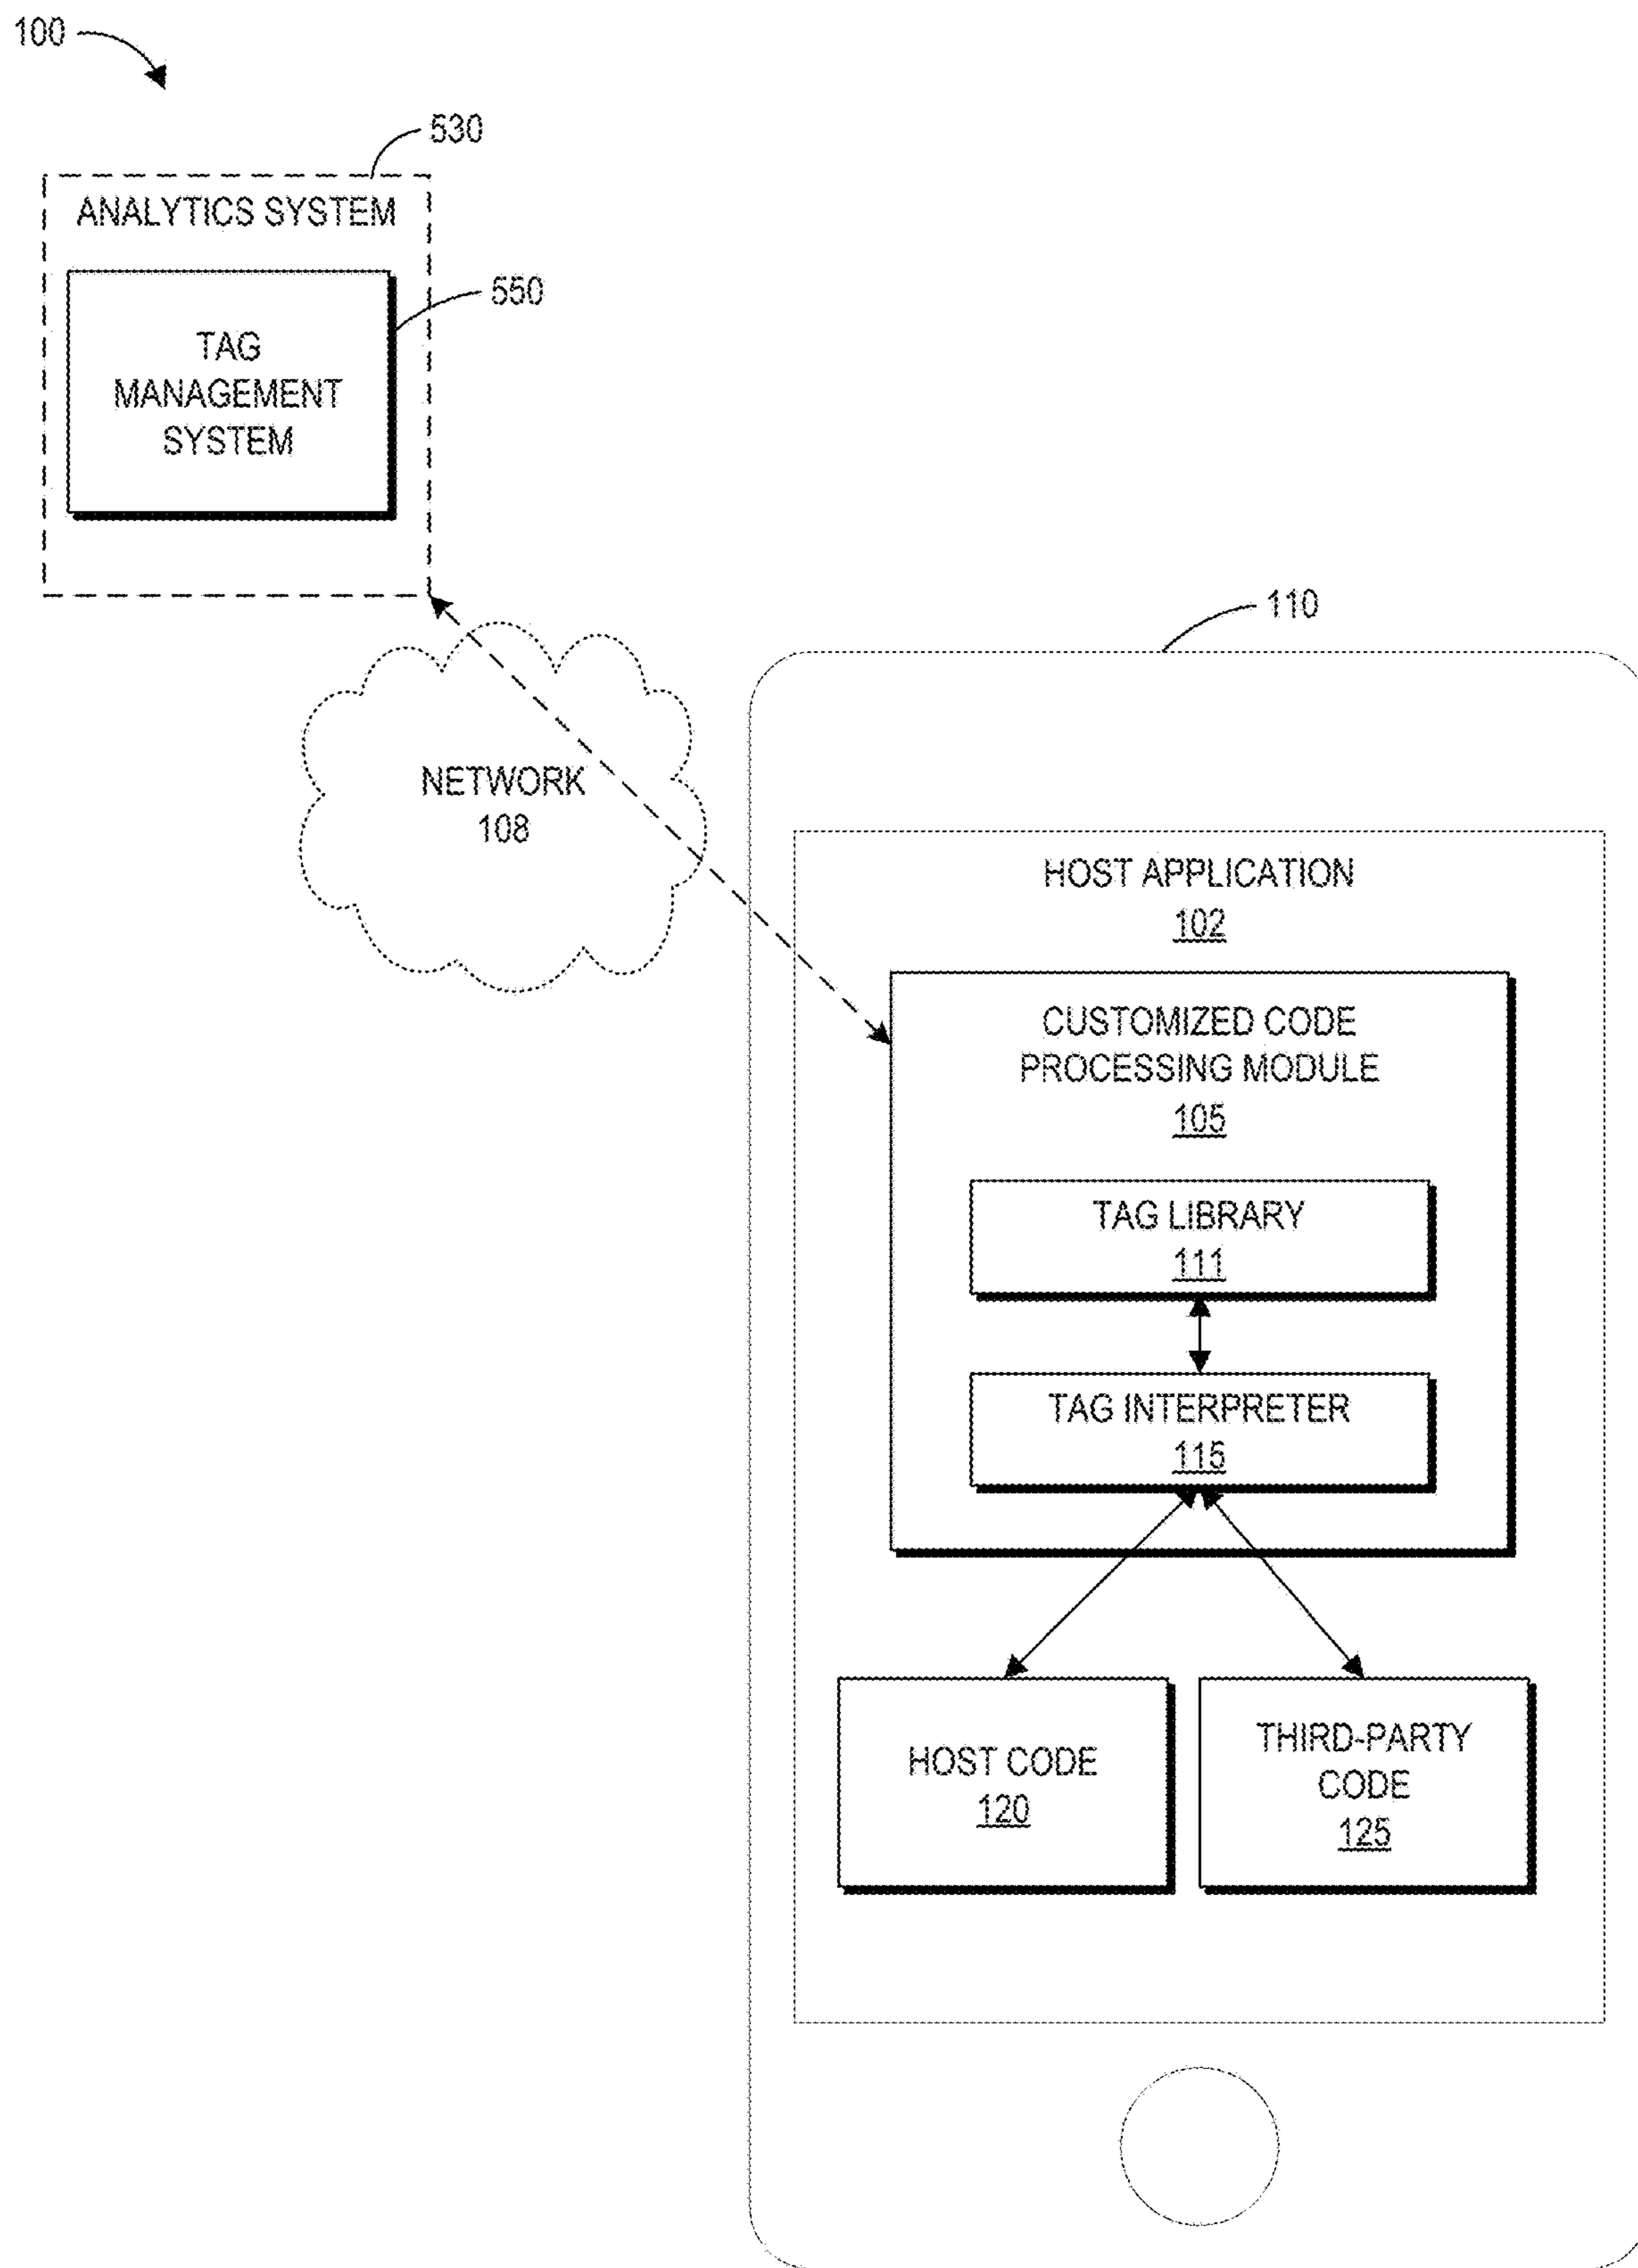 100
530
ANALYTICS SYSTEM
550
TAG
MANAGEMENT
SYSTEM
110
NETWORK
108
HOST APPLICATION
102
CUSTOMIZED CODE
PROCESSING MODULE
105
TAG LIBRARY
111
TAG INTERPRETER
115
HOST CODE
120
THIRD-PARTY
CODE
125